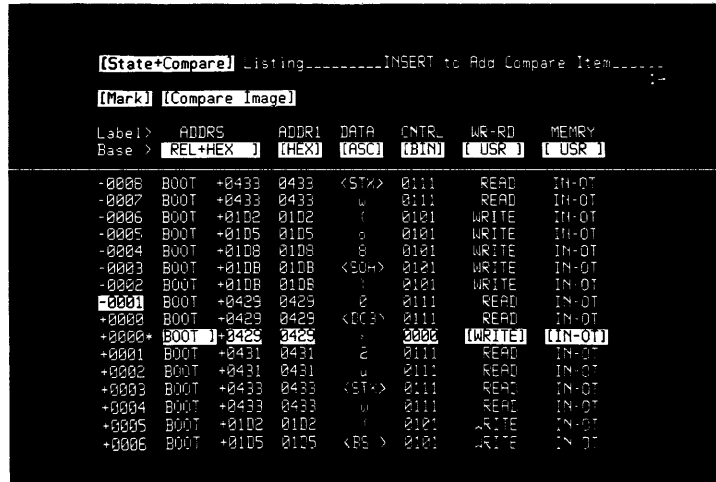 [State+Compare] Listing_________INSERT to Add Compare Item______
[Mark] [Compare Image]
Label> ADDRS ADDR1 DATA CNTRL WR-RD MEMRY
Base > [REL+HEX ] [HEX] [ASC] [BIN] [ USR ] [ USR ]
-0008 BOOT +0433 0433 <STX> 0111 READ IN-OT
-0007 BOOT +0433 0433 0111 READ IN-OT
-0006 BOOT +01D2 01D2 0101 WRITE IN-OT
-0005 BOOT +01D5 01D5 0101 WRITE IN-OT
-0004 BOOT +01D8 01D8 8 0101 WRITE IN-OT
-0003 BOOT +01DB 01DB <SOH> 0101 WRITE IN-OT
-0002 BOOT +01DB 01DB 0101 WRITE IN-OT
-0001 BOOT +0429 0429 0111 READ IN-OT
+0000 BOOT +0429 0429 <DC3> 0111 READ IN-OT
+0000* BOOT ] +0429 0429 0000 [WRITE] [IN-OT]
+0001 BOOT +0431 0431 2 0111 READ IN-OT
+0002 BOOT +0431 0431 u 0111 READ IN-OT
+0003 BOOT +0433 0433 <STX> 0111 READ IN-OT
+0004 BOOT +0433 0433 0111 READ IN-OT
+0005 BOOT +01D2 01D2 0101 WRITE IN-OT
+0006 BOOT +01D5 01D5 <BS > 0101 WRITE IN-OT